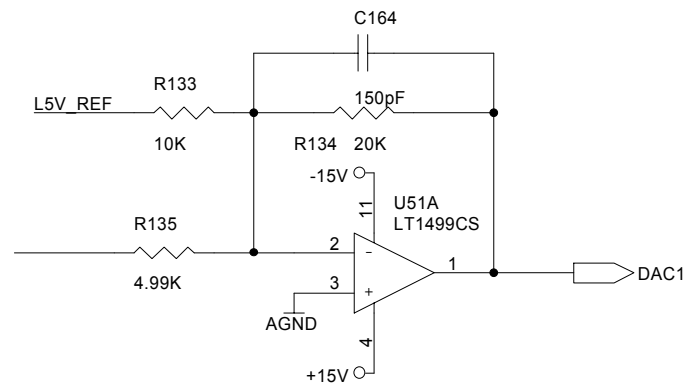 C164
R133
150pF
L5V_REF
10K
R134
20K
-15V
U51A
LT1499CS
11
R135
2
-
1
4.99K
3
+
DAC1
AGND
4
+15V